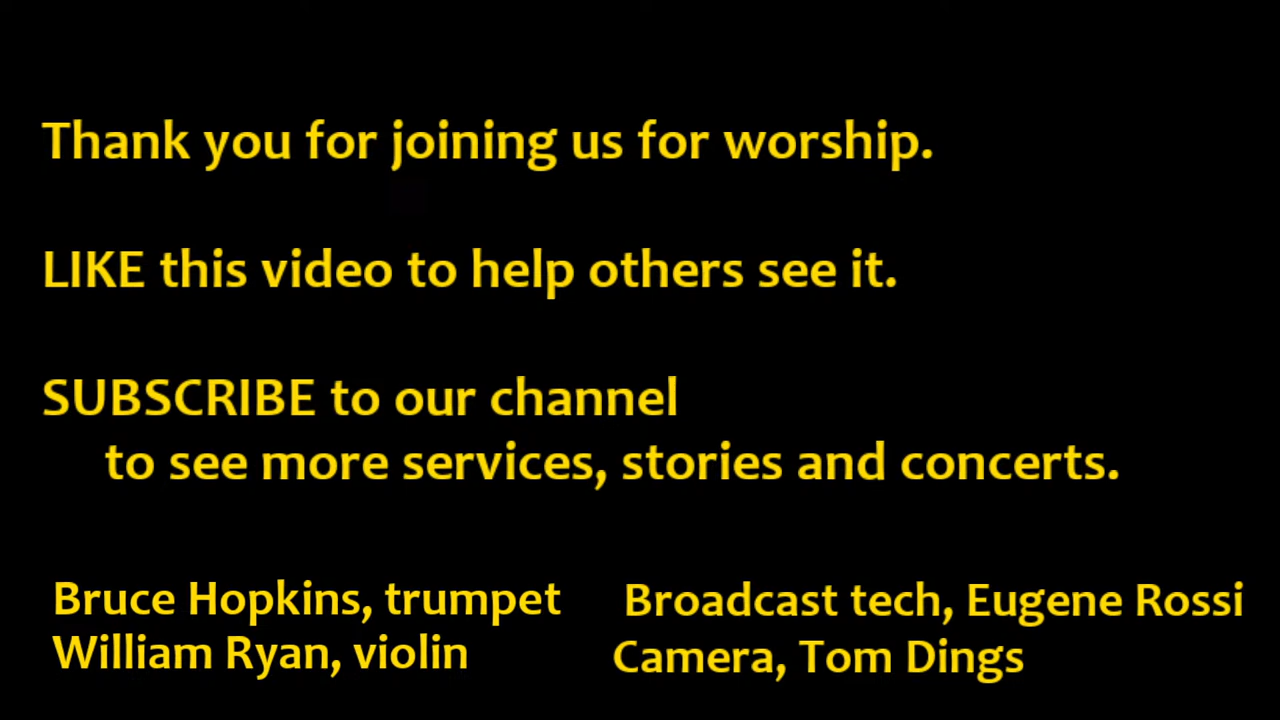 Thank you for joining us for worship.
LIKE this video to help others see it.
SUBSCRIBE to our channel
to see more services, stories and concerts.
Bruce Hopkins, trumpet
William Ryan, violin
Broadcast tech, Eugene Rossi
Camera, Tom Dings